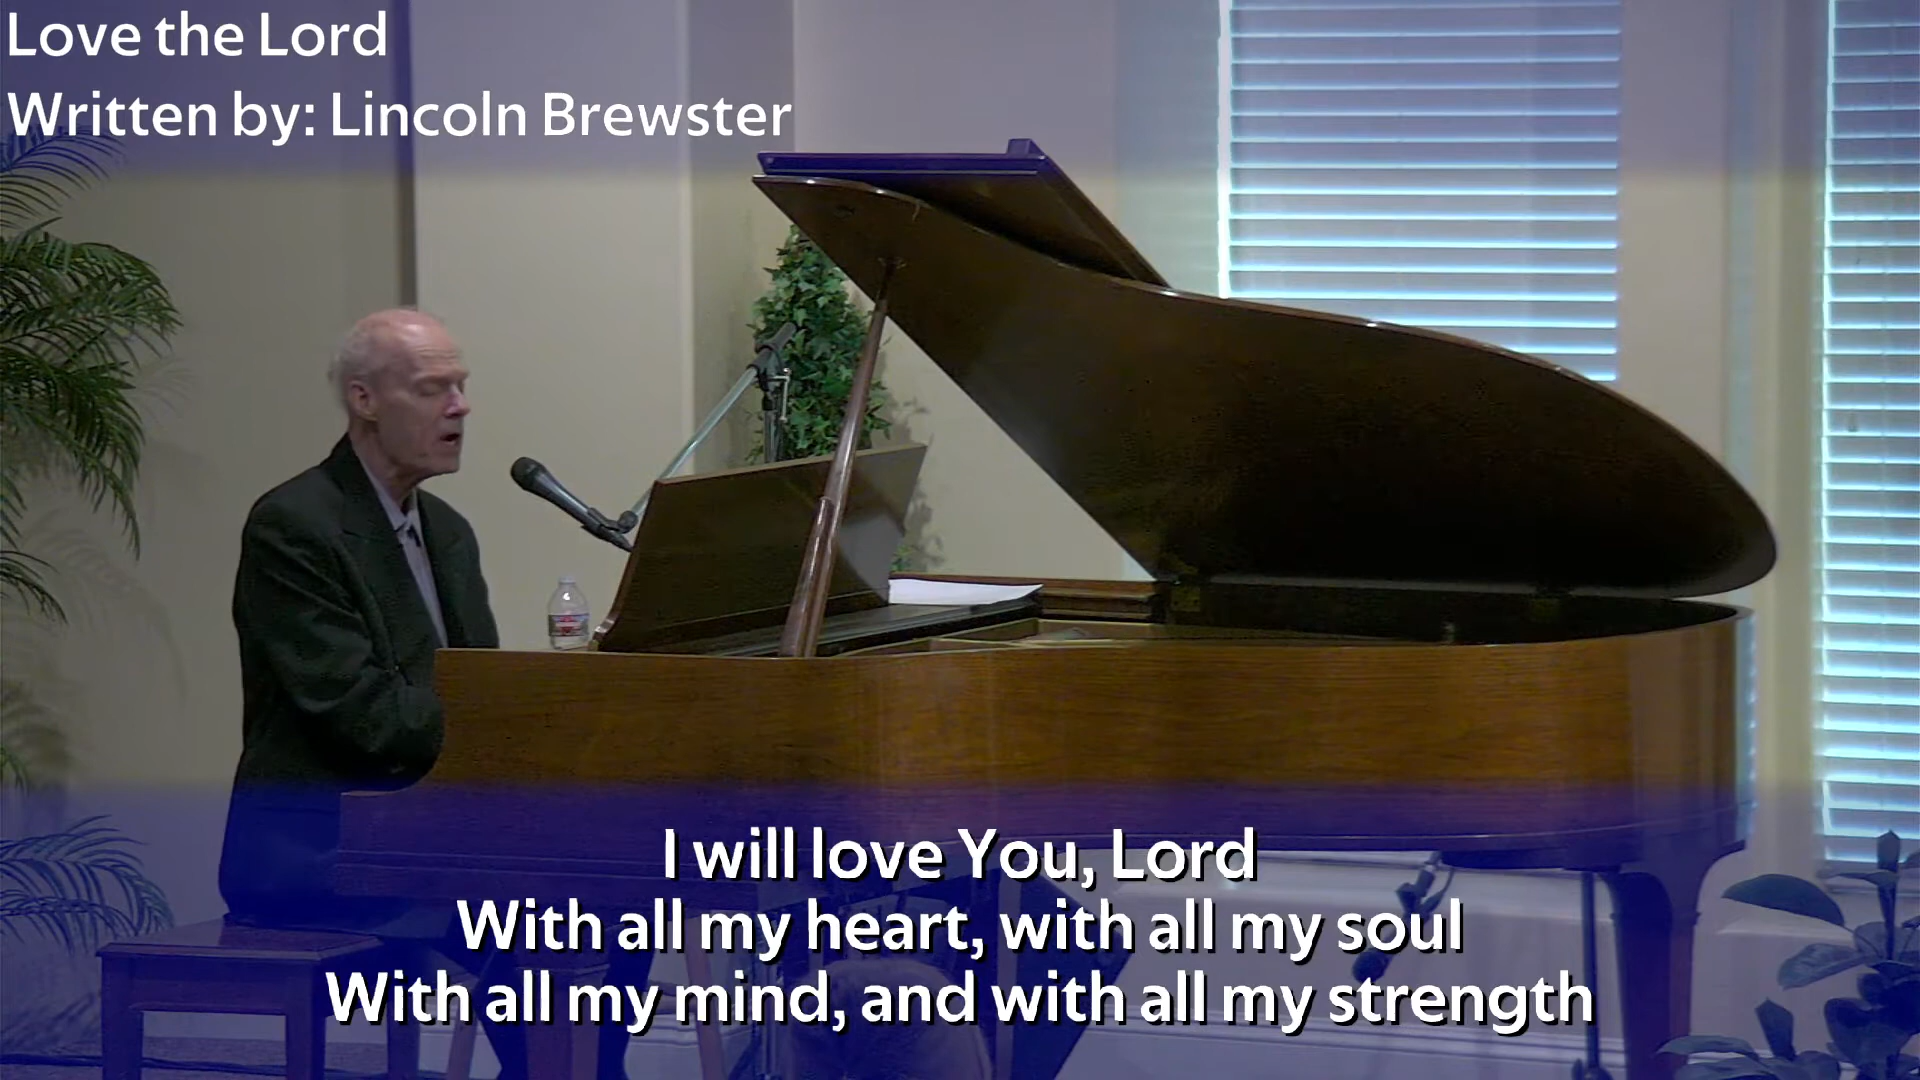 Love the Lord
Written by: Lincoln Brewster
I will love You, Lord
With all my heart, with all my soul
With all my mind, and with all my strength